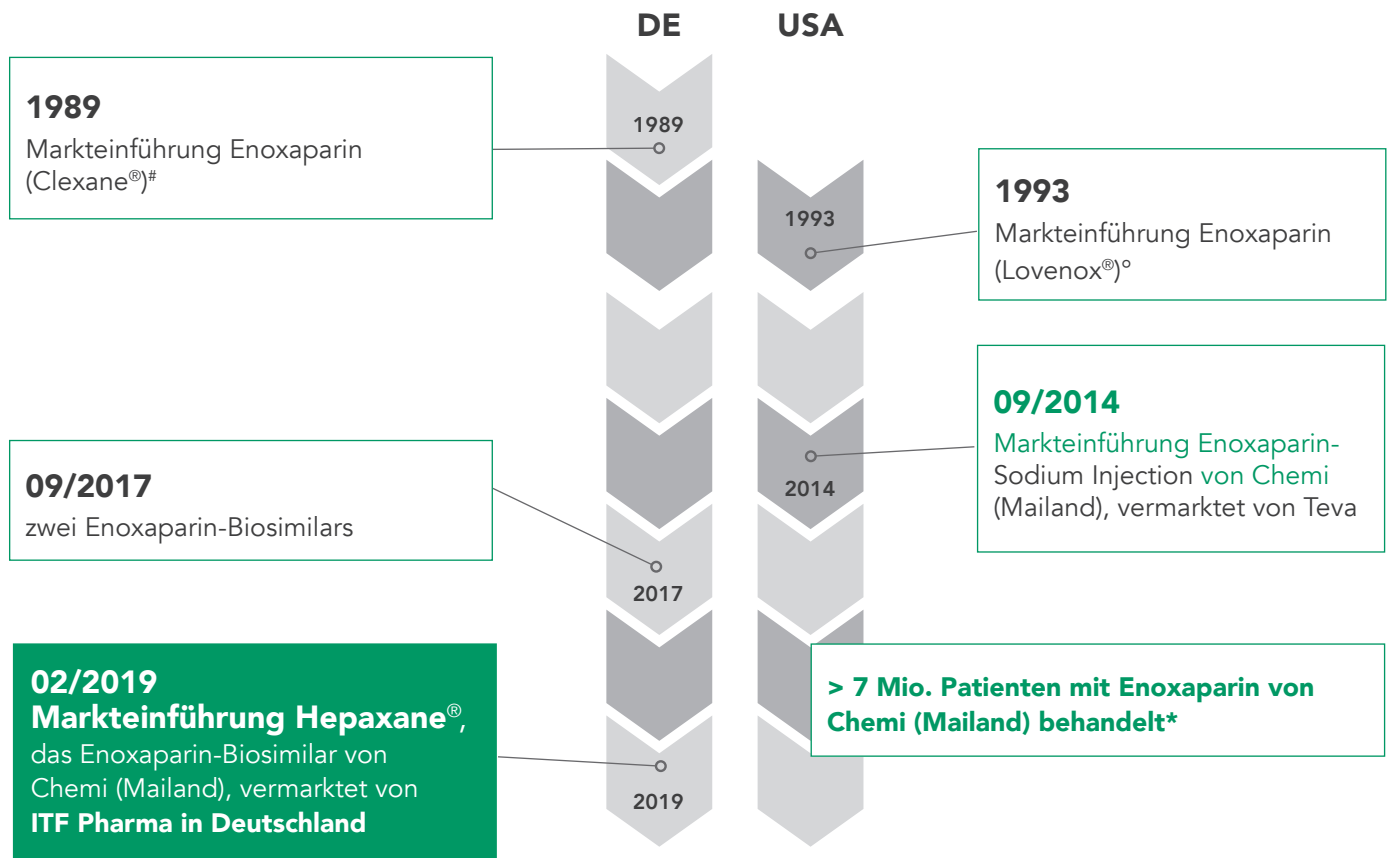 DE
USA
1989
Markteinführung Enoxaparin
(Clexane®)#
1989
1993
1993
Markteinführung Enoxaparin
(Lovenox®)°
09/2014
Markteinführung Enoxaparin-
Sodium Injection von Chemi
(Mailand), vermarktet von Teva
2014
09/2017
zwei Enoxaparin-Biosimilars
2017
02/2019
Markteinführung Hepaxane®,
das Enoxaparin-Biosimilar von
Chemi (Mailand), vermarktet von
ITF Pharma in Deutschland
2019
> 7 Mio. Patienten mit Enoxaparin von
Chemi (Mailand) behandelt*